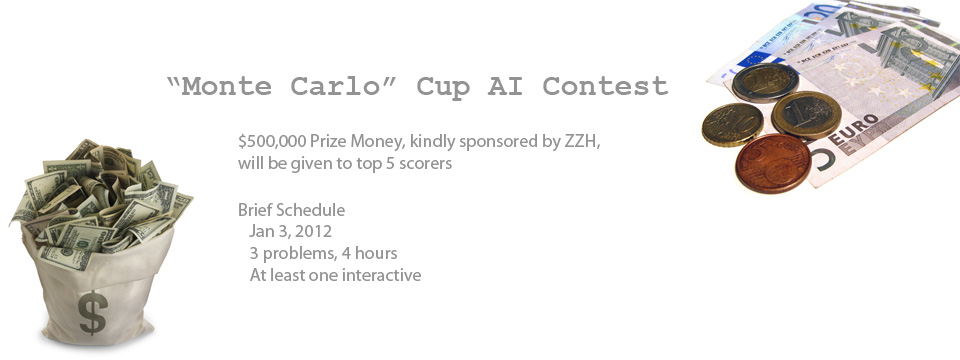 “Monte Carlo” Cup AI Contest
$500,000 Prize Money, kindly sponsored by ZZH,
will be given to top 5 scorers
Brief Schedule
Jan 3, 2012
3 problems, 4 hours
At least one interactive
$
EURO